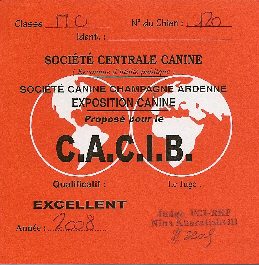 Classe N° du Chien : 120
Ident. :
SOCIÉTÉ CENTRALE CANINE
SOCIÉTÉ CANINE CHAMPAGNE ARDENNE
EXPOSITION CANINE
Proposé pour le
C.A.C.I.B.
Qualificatif : Le Juge :
EXCELLENT
Année : 2008
Judge